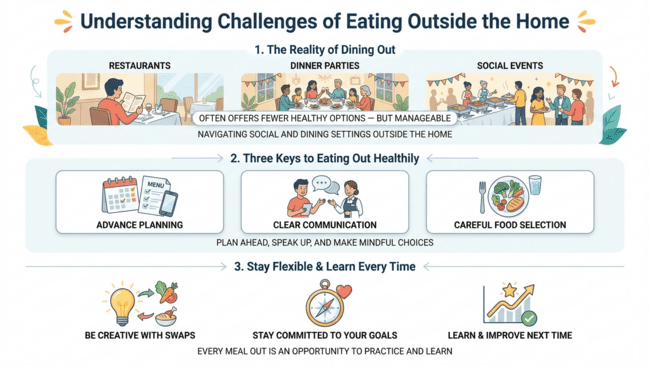 Understanding Challenges of Eating Outside the Home
1. The Reality of Dining Out
RESTAURANTS
DINNER PARTIES
SOCIAL EVENTS
OFTEN OFFERS FEWER HEALTHY OPTIONS — BUT MANAGEABLE
NAVIGATING SOCIAL AND DINING SETTINGS OUTSIDE THE HOME
2. Three Keys to Eating Out Healthily
MENU
ADVANCE PLANNING
CLEAR COMMUNICATION
CAREFUL FOOD SELECTION
PLAN AHEAD, SPEAK UP, AND MAKE MINDFUL CHOICES
3. Stay Flexible & Learn Every Time
BE CREATIVE WITH SWAPS
STAY COMMITTED TO YOUR GOALS
LEARN & IMPROVE NEXT TIME
EVERY MEAL OUT IS AN OPPORTUNITY TO PRACTICE AND LEARN